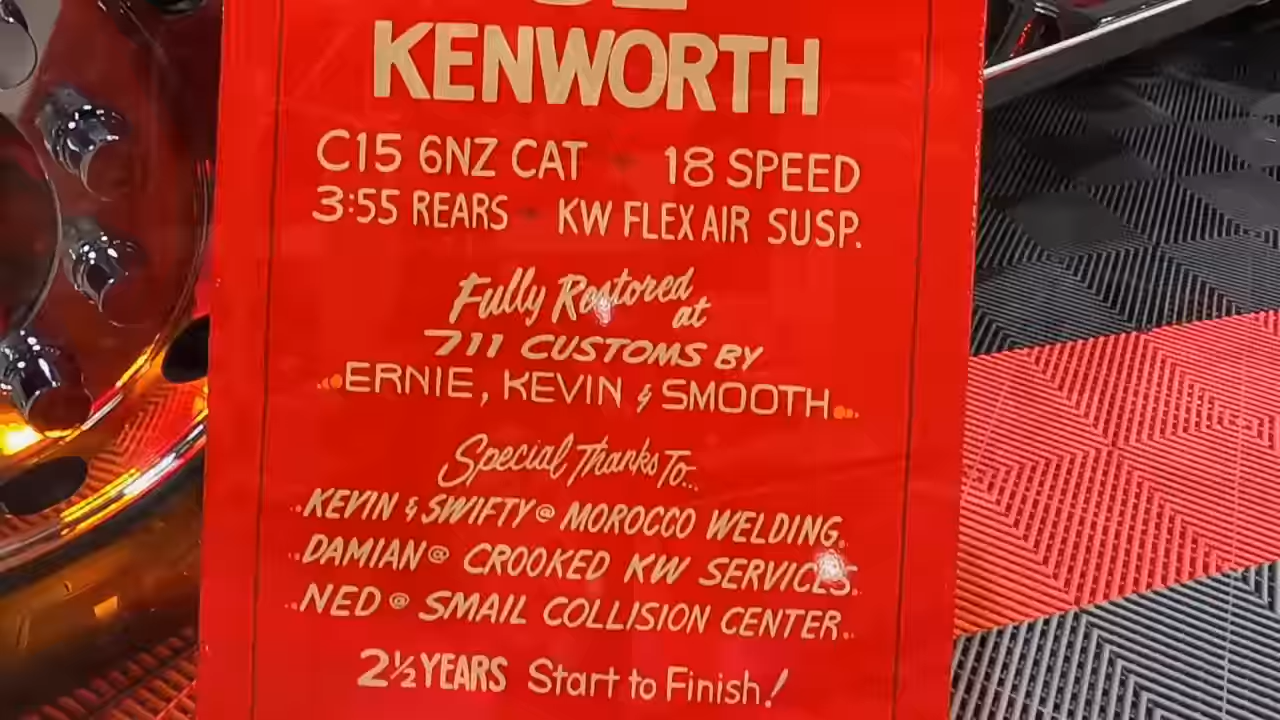 KENWORTH
C15 6NZ CAT 18 SPEED
3:55 REARS KW FLEX AIR SUSP.
Fully Restored
at
711 CUSTOMS BY
..ERNIE, KEVIN & SMOOTH..
Special Thanks To...
..KEVIN & SWIFTY @ MOROCCO WELDING..
..DAMIAN @ CROOKED KW SERVICES..
..NED @ SMAIL COLLISION CENTER..
2½ YEARS Start to Finish!